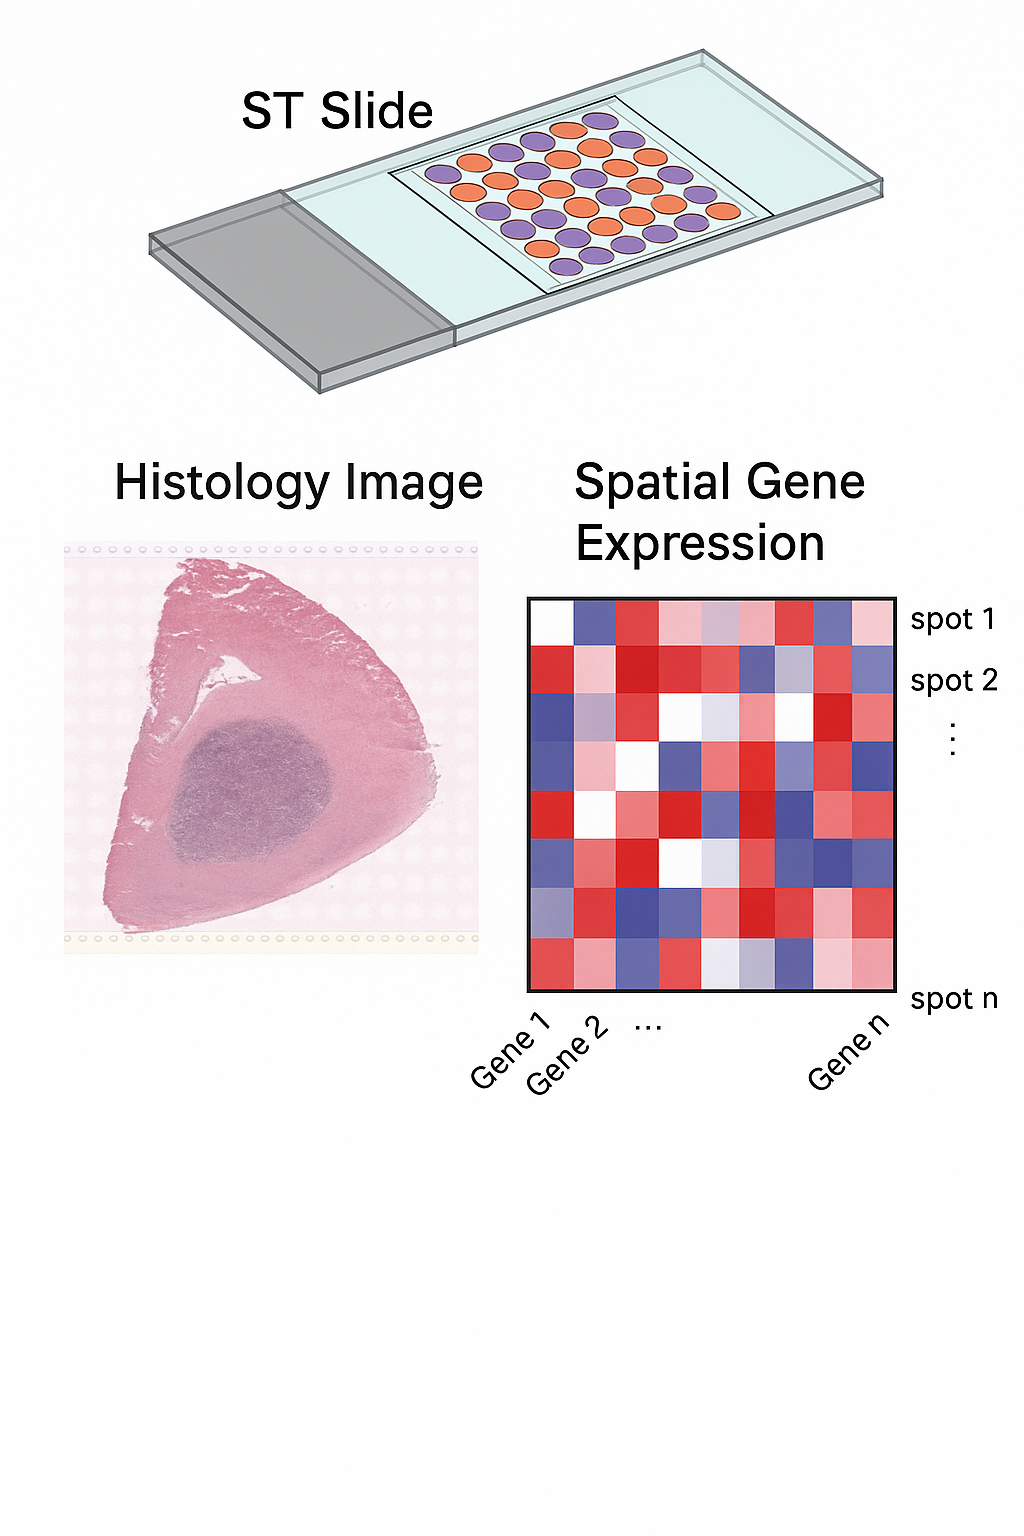 ST Slide
Histology Image
Spatial Gene
Expression
spot 1
spot 2
⋮
spot n
Gene 1
Gene 2
...
Gene n